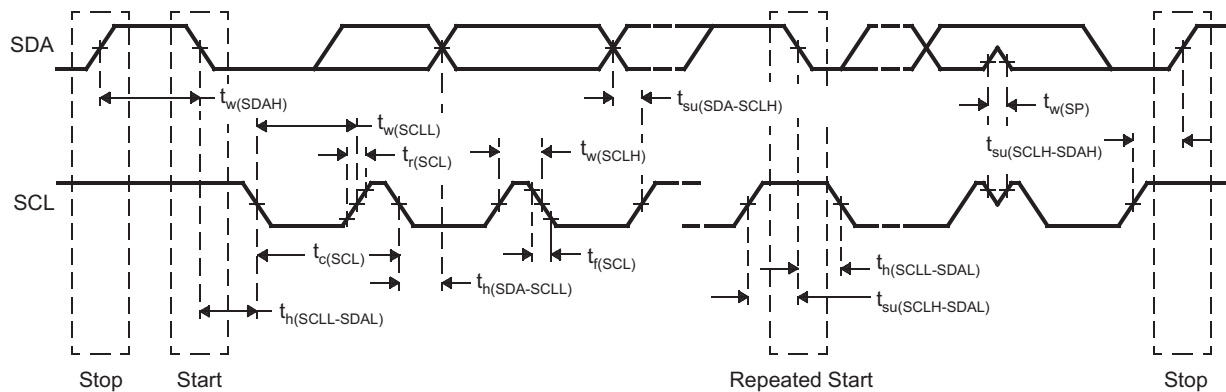 SDA
tw(SDAH)
tsu(SDA-SCLH)
tw(SP)
tw(SCLL)
tr(SCL)
tw(SCLH)
tsu(SCLH-SDAH)
SCL
tc(SCL)
tf(SCL)
th(SCLL-SDAL)
th(SDA-SCLL)
th(SCLL-SDAL)
tsu(SCLH-SDAL)
Stop Start Repeated Start Stop